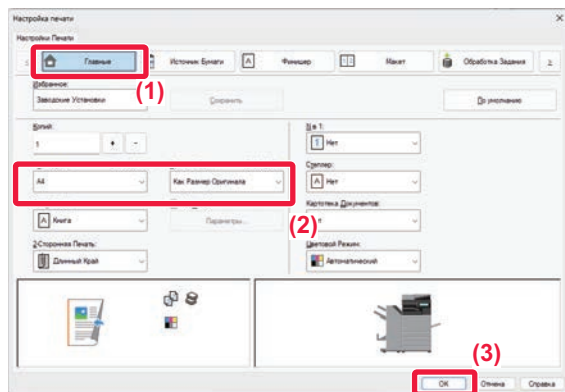 Настройка печати
Настройки Печати
Главные
Источник Бумаги
Финишер
Макет
Обработка Задания
(1)
Избранное:
Заводские Установки
Сохранить
По умолчанию
Копий:
1
+
-
N в 1:
Нет
A4
Как Размер Оригинала
Степлер:
Нет
(2)
Книга
Параметры...
Картотека Документов:
2-Сторонняя Печать:
Длинный Край
Цветовой Режим:
Автоматический
(3)
OK
Отмена
Справка